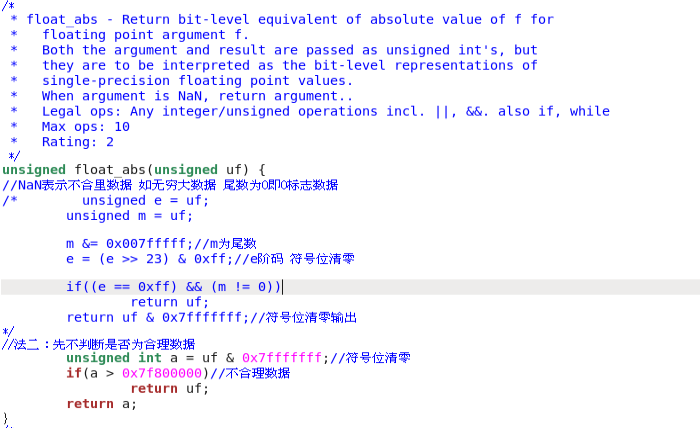 /*
 * float_abs - Return bit-level equivalent of absolute value of f for
 *   floating point argument f.
 *   Both the argument and result are passed as unsigned int's, but
 *   they are to be interpreted as the bit-level representations of
 *   single-precision floating point values.
 *   When argument is NaN, return argument..
 *   Legal ops: Any integer/unsigned operations incl. ||, &&. also if, while
 *   Max ops: 10
 *   Rating: 2
 */
unsigned float_abs(unsigned uf) {
//NaN表示不合里数据 如无穷大数据 尾数为0即0标志数据
/*        unsigned e = uf;
        unsigned m = uf;

        m &= 0x007fffff;//m为尾数
        e = (e >> 23) & 0xff;//e阶码 符号位清零

        if((e == 0xff) && (m != 0))
                return uf;
        return uf & 0x7fffffff;//符号位清零输出
*/
//法二：先不判断是否为合理数据
        unsigned int a = uf & 0x7fffffff;//符号位清零
        if(a > 0x7f800000)//不合理数据
                return uf;
        return a;
}